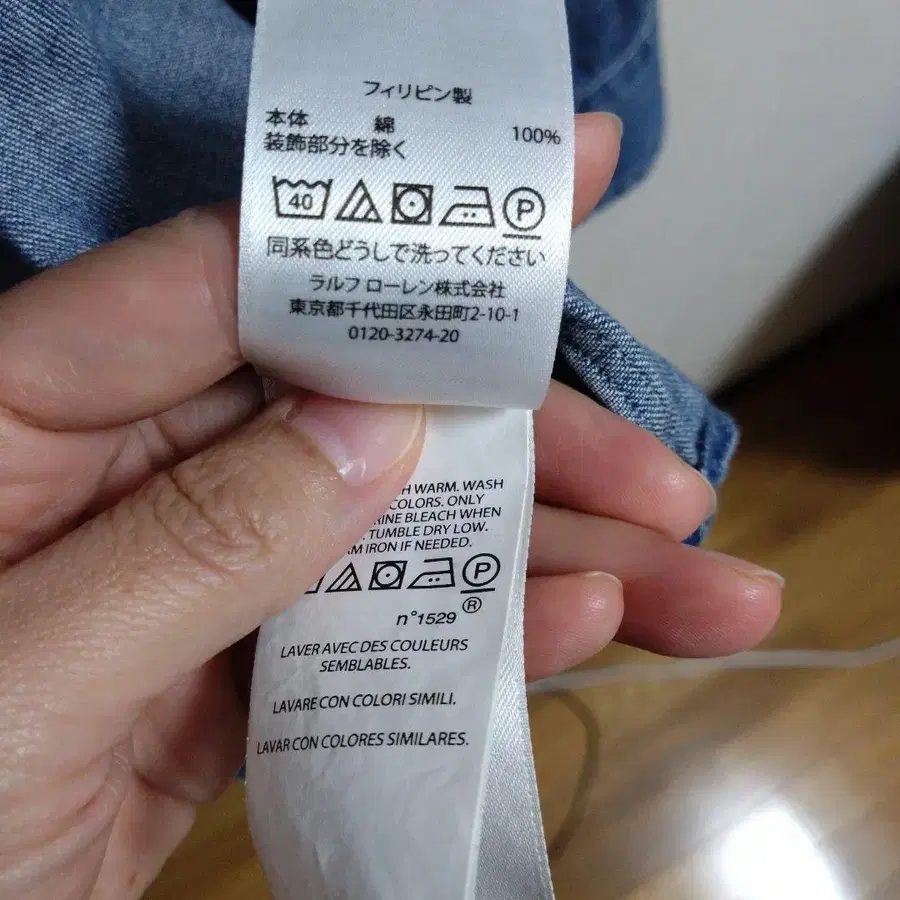 フィリピン製
本体 綿 100%
装飾部分を除く
40 P
同系色どうしで洗ってください
ラルフ ローレン株式会社
東京都千代田区永田町2-10-1
0120-3274-20
WARM. WASH
COLORS. ONLY
BLEACH WHEN
TUMBLE DRY LOW.
IRON IF NEEDED.
P
®
n°1529
LAVER AVEC DES COULEURS
SEMBLABLES.
LAVARE CON COLORI SIMILI.
LAVAR CON COLORES SIMILARES.